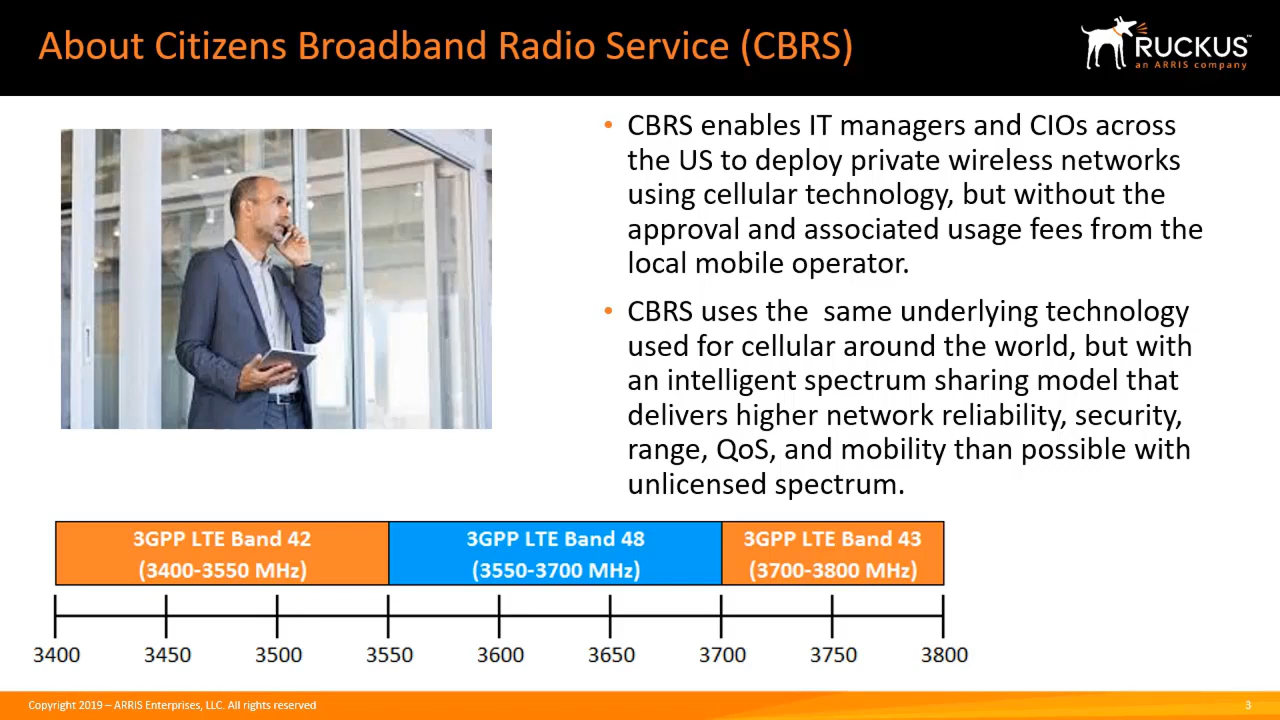 About Citizens Broadband Radio Service (CBRS)
RUCKUS™
an ARRIS company
• CBRS enables IT managers and CIOs across
the US to deploy private wireless networks
using cellular technology, but without the
approval and associated usage fees from the
local mobile operator.
• CBRS uses the  same underlying technology
used for cellular around the world, but with
an intelligent spectrum sharing model that
delivers higher network reliability, security,
range, QoS, and mobility than possible with
unlicensed spectrum.
3GPP LTE Band 42
(3400-3550 MHz)
3GPP LTE Band 48
(3550-3700 MHz)
3GPP LTE Band 43
(3700-3800 MHz)
3400 3450 3500 3550 3600 3650 3700 3750 3800
Copyright 2019 – ARRIS Enterprises, LLC. All rights reserved
3